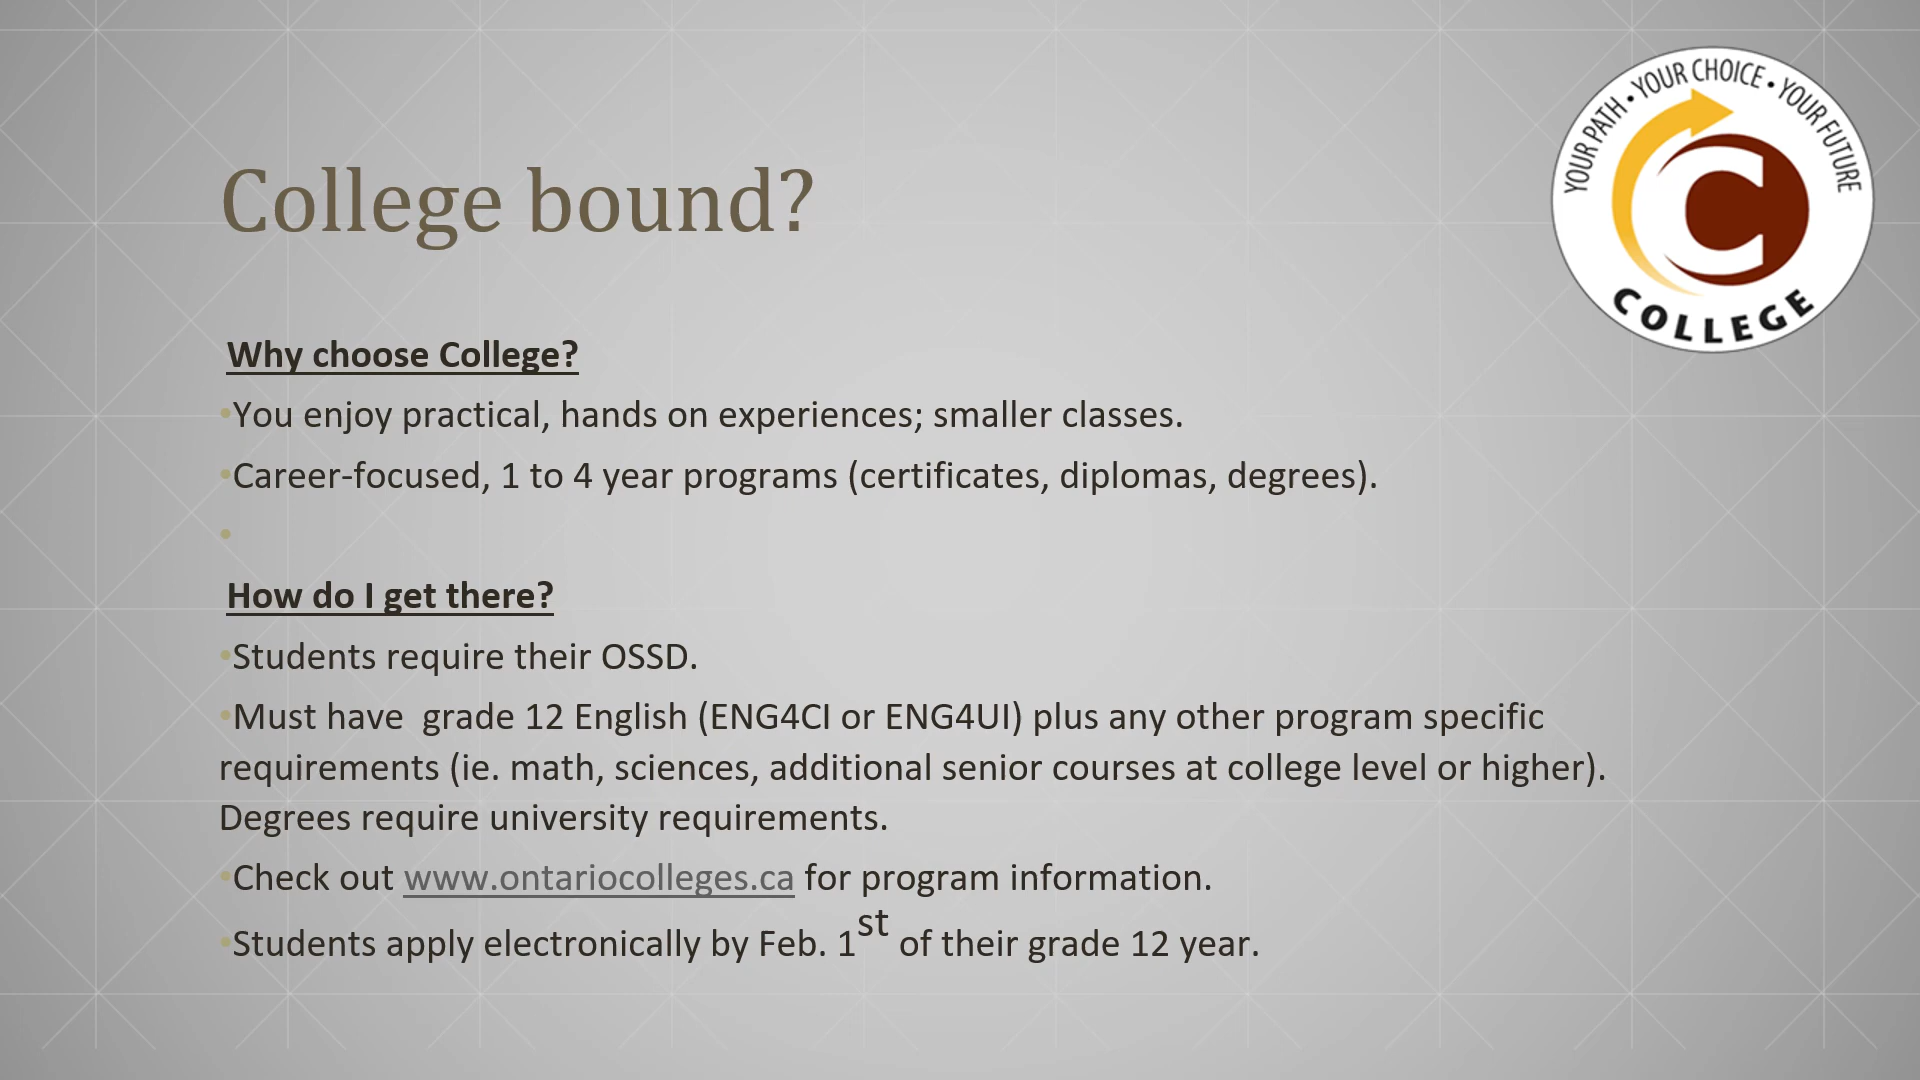 YOUR PATH • YOUR CHOICE • YOUR FUTURE
C
COLLEGE
College bound?
Why choose College?
•You enjoy practical, hands on experiences; smaller classes.
•Career-focused, 1 to 4 year programs (certificates, diplomas, degrees).
•
How do I get there?
•Students require their OSSD.
•Must have  grade 12 English (ENG4CI or ENG4UI) plus any other program specific
requirements (ie. math, sciences, additional senior courses at college level or higher).
Degrees require university requirements.
•Check out www.ontariocolleges.ca for program information.
•Students apply electronically by Feb. 1st of their grade 12 year.